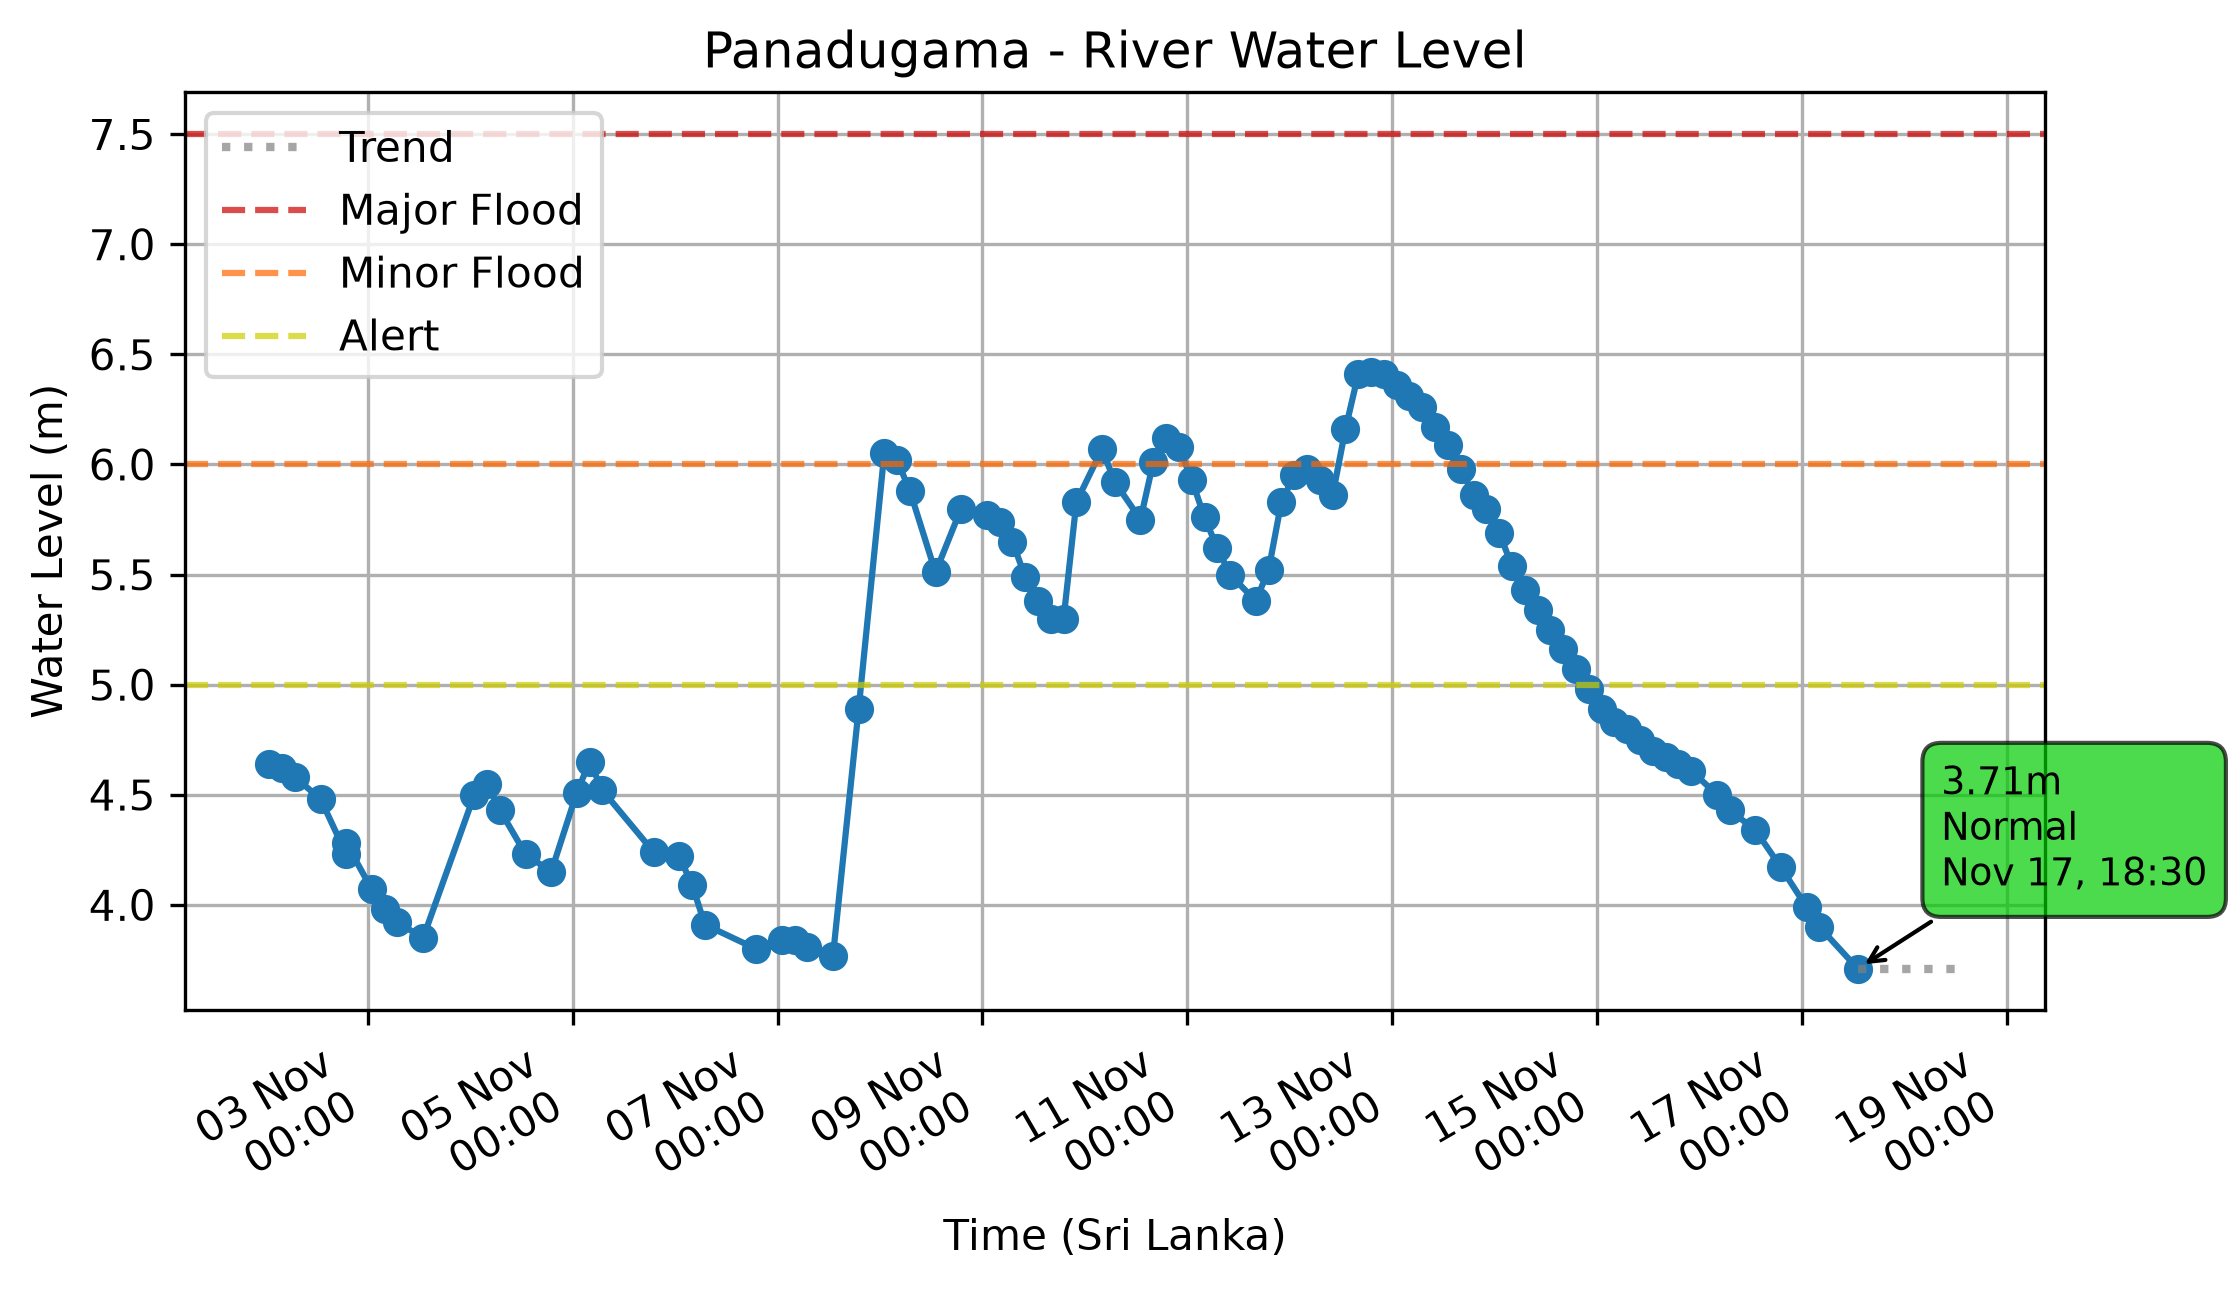 Panadugama - River Water Level
Trend
Major Flood
Minor Flood
Alert
Water Level (m)
7.5
7.0
6.5
6.0
5.5
5.0
4.5
4.0
3.71m
Normal
Nov 17, 18:30
03 Nov
00:00
05 Nov
00:00
07 Nov
00:00
09 Nov
00:00
11 Nov
00:00
13 Nov
00:00
15 Nov
00:00
17 Nov
00:00
19 Nov
00:00
Time (Sri Lanka)